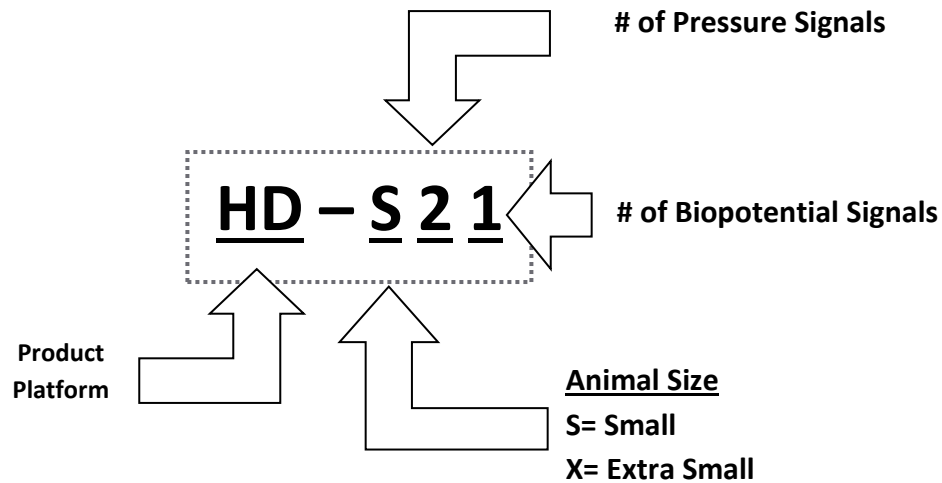 # of Pressure Signals
HD – S 2 1
# of Biopotential Signals
Product
Platform
Animal Size
S= Small
X= Extra Small